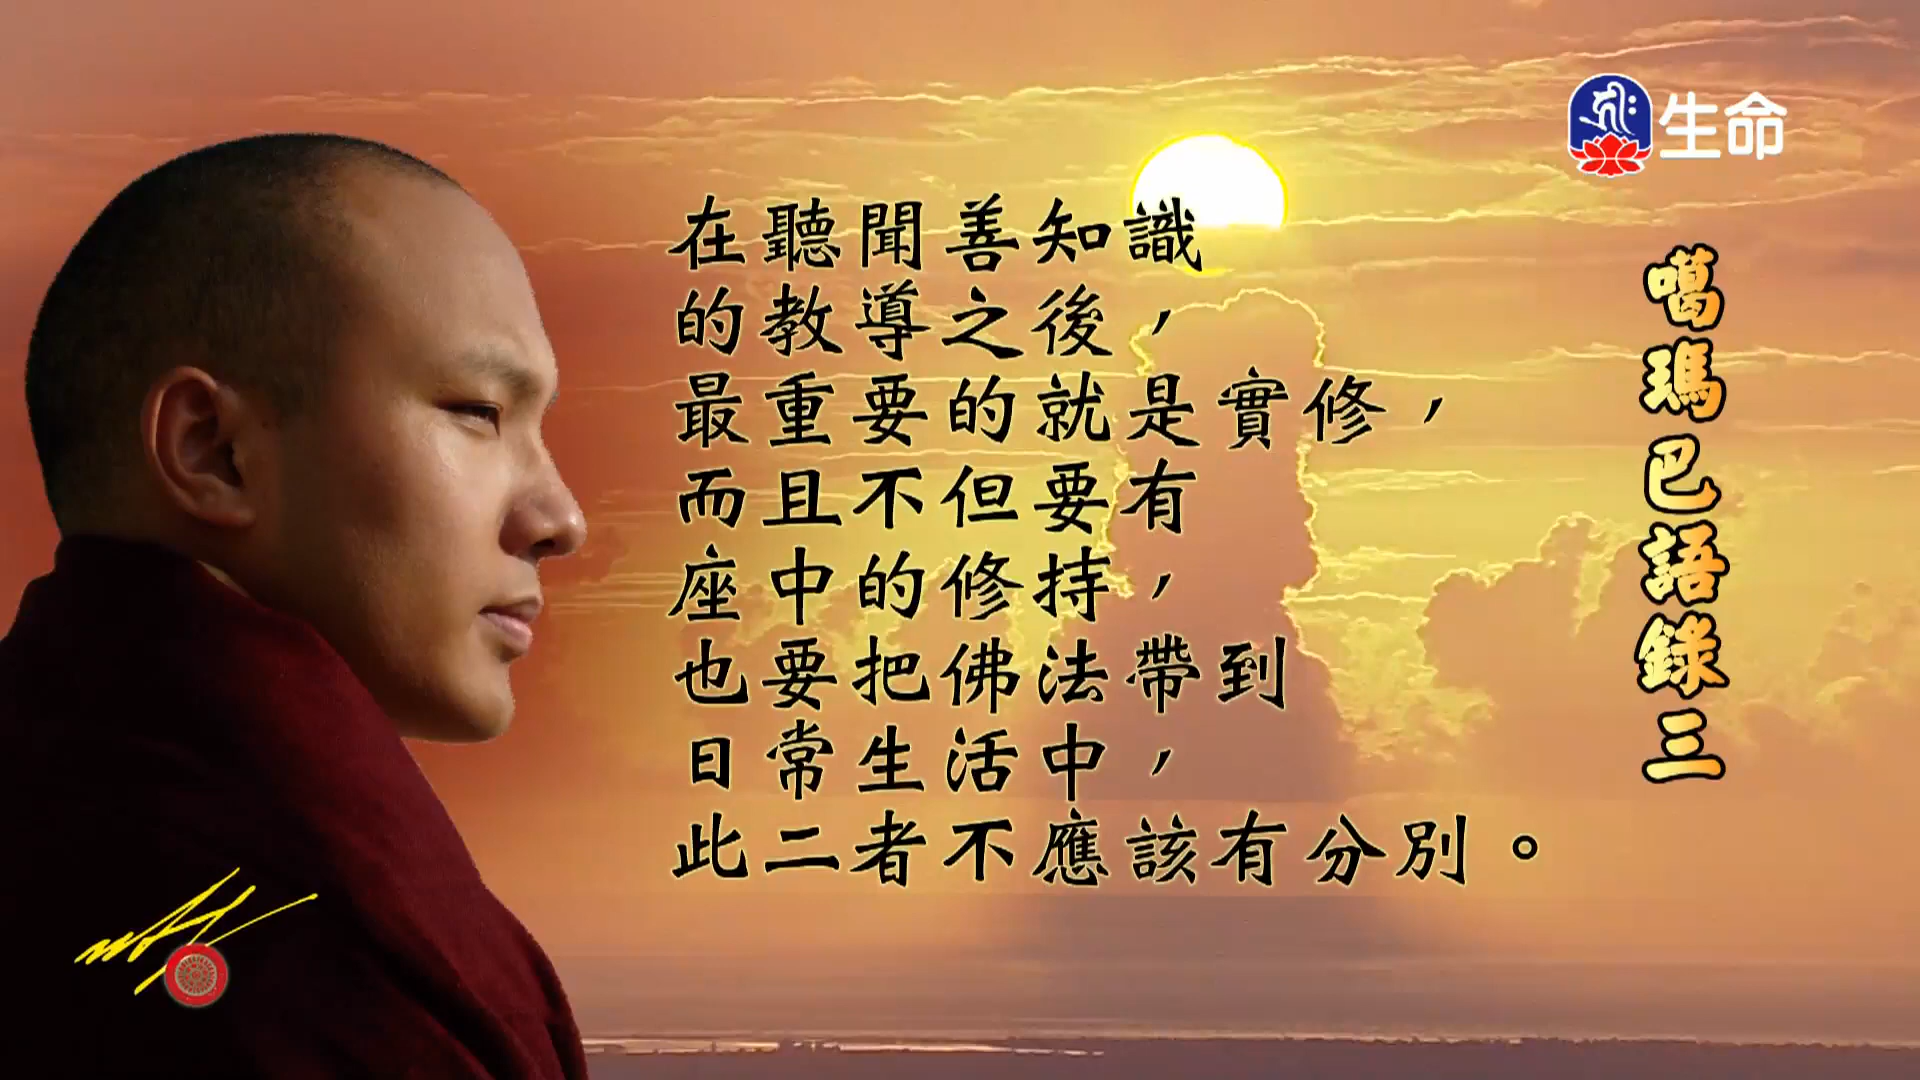 生命
在聽聞善知識
的教導之後，
最重要的就是實修，
而且不但要有
座中的修持，
也要把佛法帶到
日常生活中，
此二者不應該有分別。
噶瑪巴語錄三